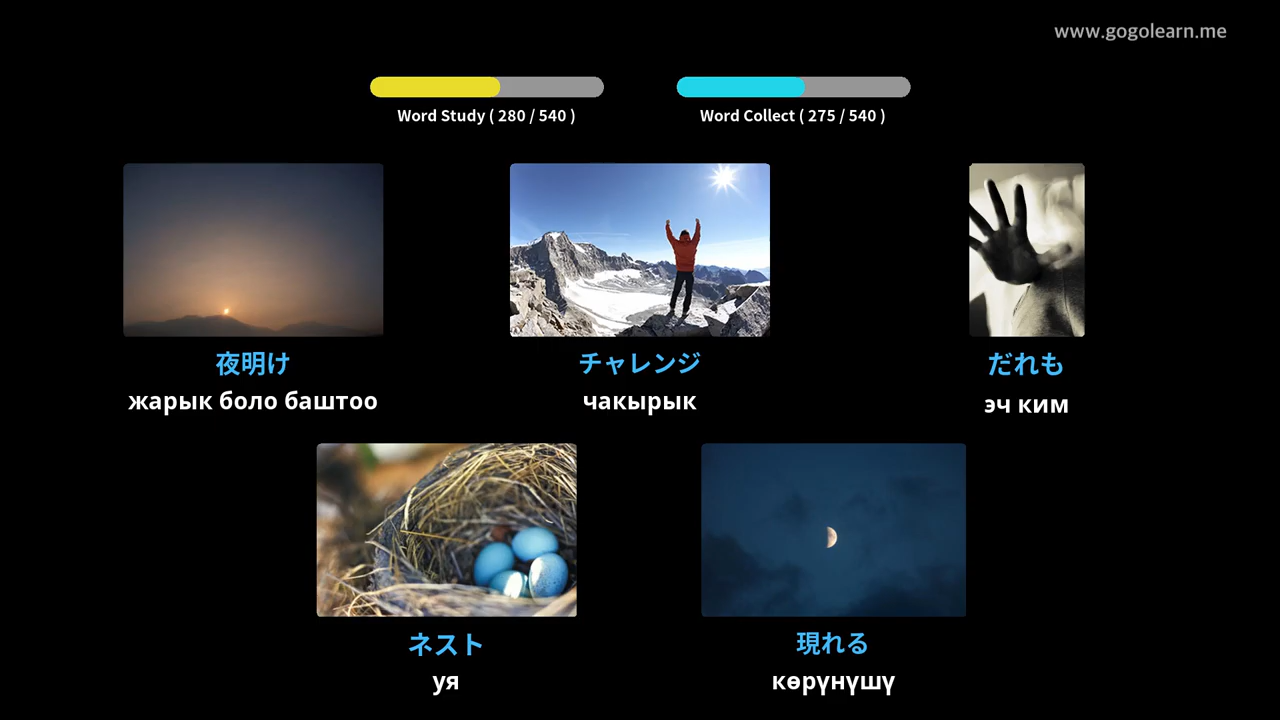 www.gogolearn.me
Word Study ( 280 / 540 )
Word Collect ( 275 / 540 )
夜明け
жарык боло баштоо
チャレンジ
чакырык
だれも
эч ким
ネスト
уя
現れる
көрүнүшү